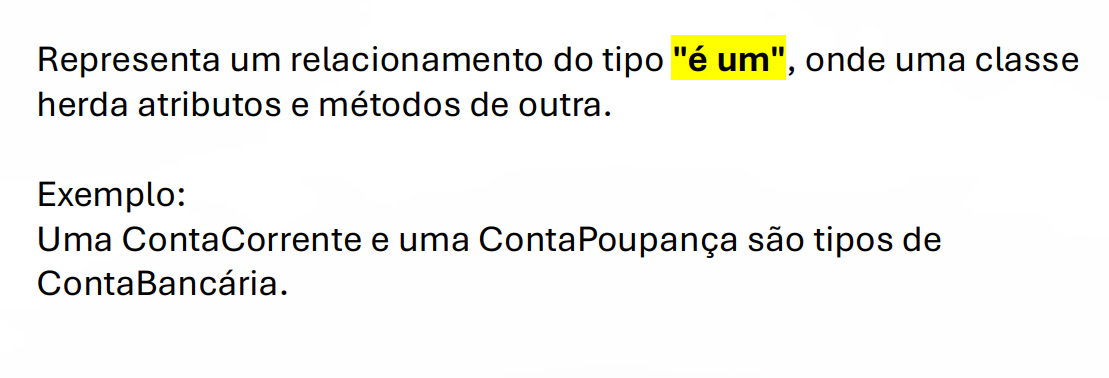 Representa um relacionamento do tipo "é um", onde uma classe
herda atributos e métodos de outra.
Exemplo:
Uma ContaCorrente e uma ContaPoupança são tipos de
ContaBancária.